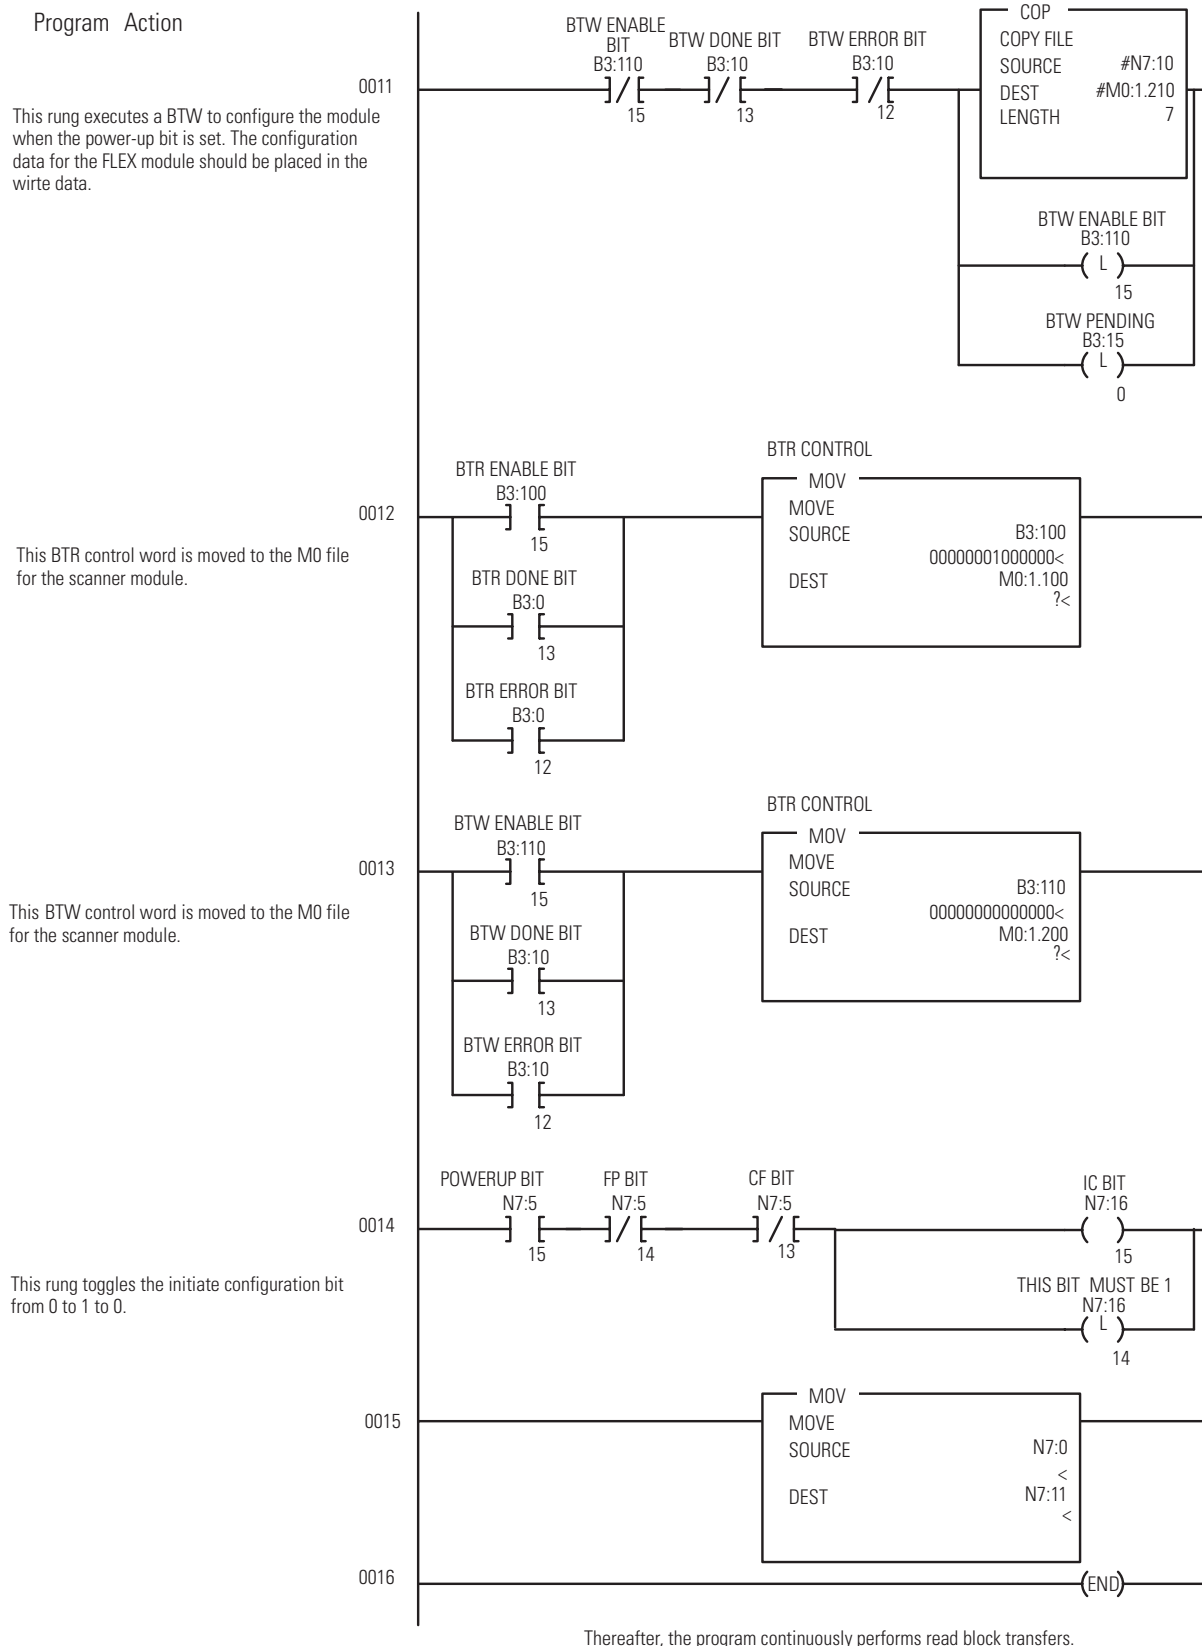 Program Action
BTW ENABLE
BIT
B3:110
15
BTW DONE BIT
B3:10
13
BTW ERROR BIT
B3:10
12
COP
COPY FILE
SOURCE #N7:10
DEST #M0:1.210
LENGTH 7
0011
This rung executes a BTW to configure the module
when the power-up bit is set. The configuration
data for the FLEX module should be placed in the
wirte data.
BTW ENABLE BIT
B3:110
L
15
BTW PENDING
B3:15
L
0
BTR ENABLE BIT
B3:100
15
BTR CONTROL
MOV
MOVE
SOURCE B3:100
00000001000000<
DEST M0:1.100
?<
0012
This BTR control word is moved to the M0 file
for the scanner module.
BTR DONE BIT
B3:0
13
BTR ERROR BIT
B3:0
12
BTW ENABLE BIT
B3:110
15
BTR CONTROL
MOV
MOVE
SOURCE B3:110
00000000000000<
DEST M0:1.200
?<
0013
This BTW control word is moved to the M0 file
for the scanner module.
BTW DONE BIT
B3:10
13
BTW ERROR BIT
B3:10
12
POWERUP BIT
N7:5
15
FP BIT
N7:5
14
CF BIT
N7:5
13
IC BIT
N7:16
15
0014
This rung toggles the initiate configuration bit
from 0 to 1 to 0.
THIS BIT MUST BE 1
N7:16
L
14
0015
MOV
MOVE
SOURCE N7:0
<
DEST N7:11
<
0016
END
Thereafter, the program continuously performs read block transfers.